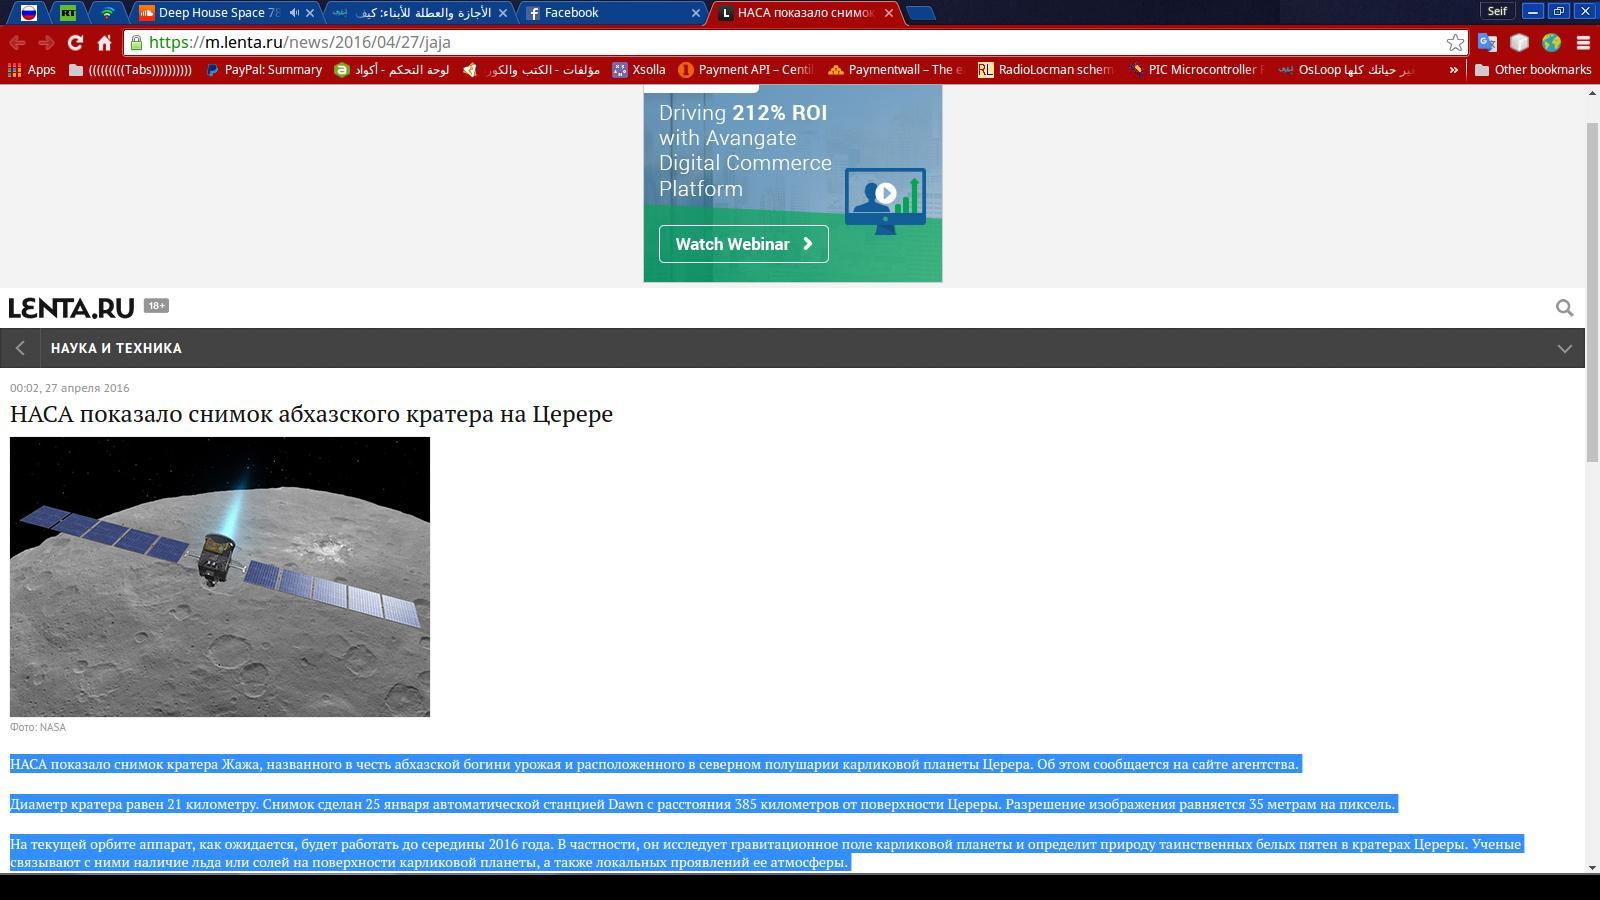 Deep House Space 78
الأجازة والعطلة للأبناء: كيف
Facebook
НАСА показало снимок
Seif
https://m.lenta.ru/news/2016/04/27/jaja
Apps
(((((((((Tabs))))))))))
PayPal: Summary
لوحة التحكم - أكواد
مؤلفات - الكتب والكور
Xsolla
Payment API – Centi
Paymentwall – The e
RadioLocman schem
PIC Microcontroller
OsLoop غير حياتك كلها
»
Other bookmarks
Driving 212% ROI
with Avangate
Digital Commerce
Platform
Watch Webinar
LENTA.RU 18+
НАУКА И ТЕХНИКА
00:02, 27 апреля 2016
НАСА показало снимок абхазского кратера на Церере
Фото: NASA
НАСА показало снимок кратера Жажа, названного в честь абхазской богини урожая и расположенного в северном полушарии карликовой планеты Церера. Об этом сообщается на сайте агентства.
Диаметр кратера равен 21 километру. Снимок сделан 25 января автоматической станцией Dawn с расстояния 385 километров от поверхности Цереры. Разрешение изображения равняется 35 метрам на пиксель.
На текущей орбите аппарат, как ожидается, будет работать до середины 2016 года. В частности, он исследует гравитационное поле карликовой планеты и определит природу таинственных белых пятен в кратерах Цереры. Ученые
связывают с ними наличие льда или солей на поверхности карликовой планеты, а также локальных проявлений ее атмосферы.